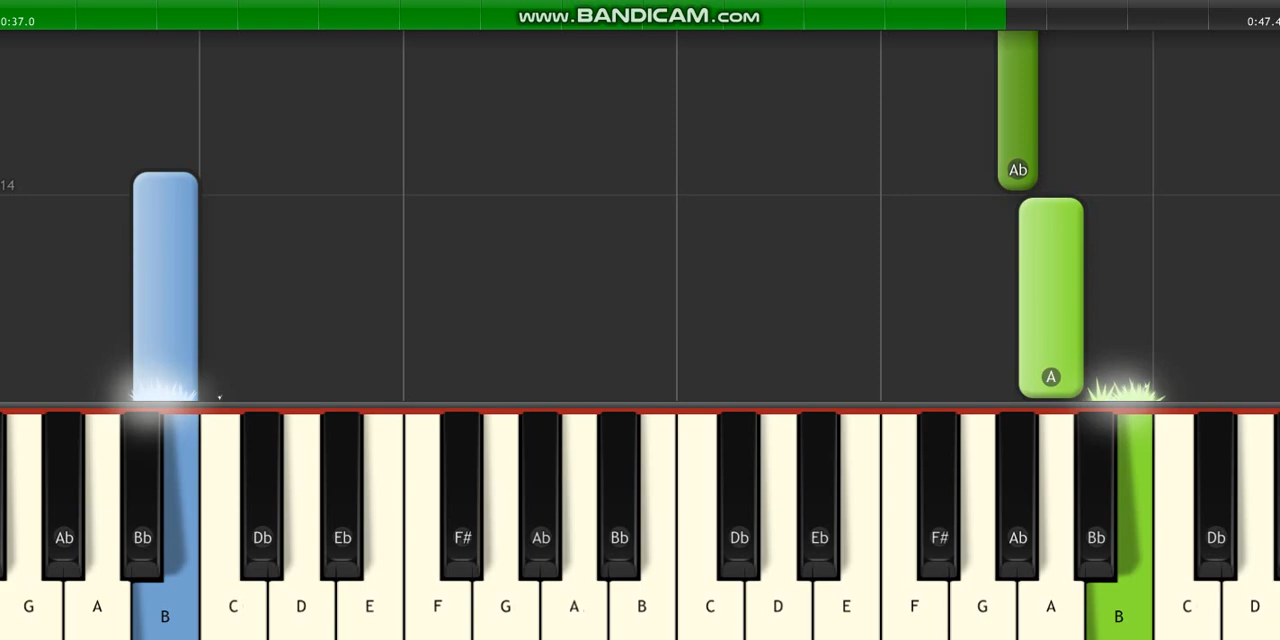 0:37.0 www.BANDICAM.com 0:47.4
Ab
14
A
Ab Bb Db Eb F# Ab Bb Db Eb F# Ab Bb Db
G A B C D E F G A B C D E F G A B C D